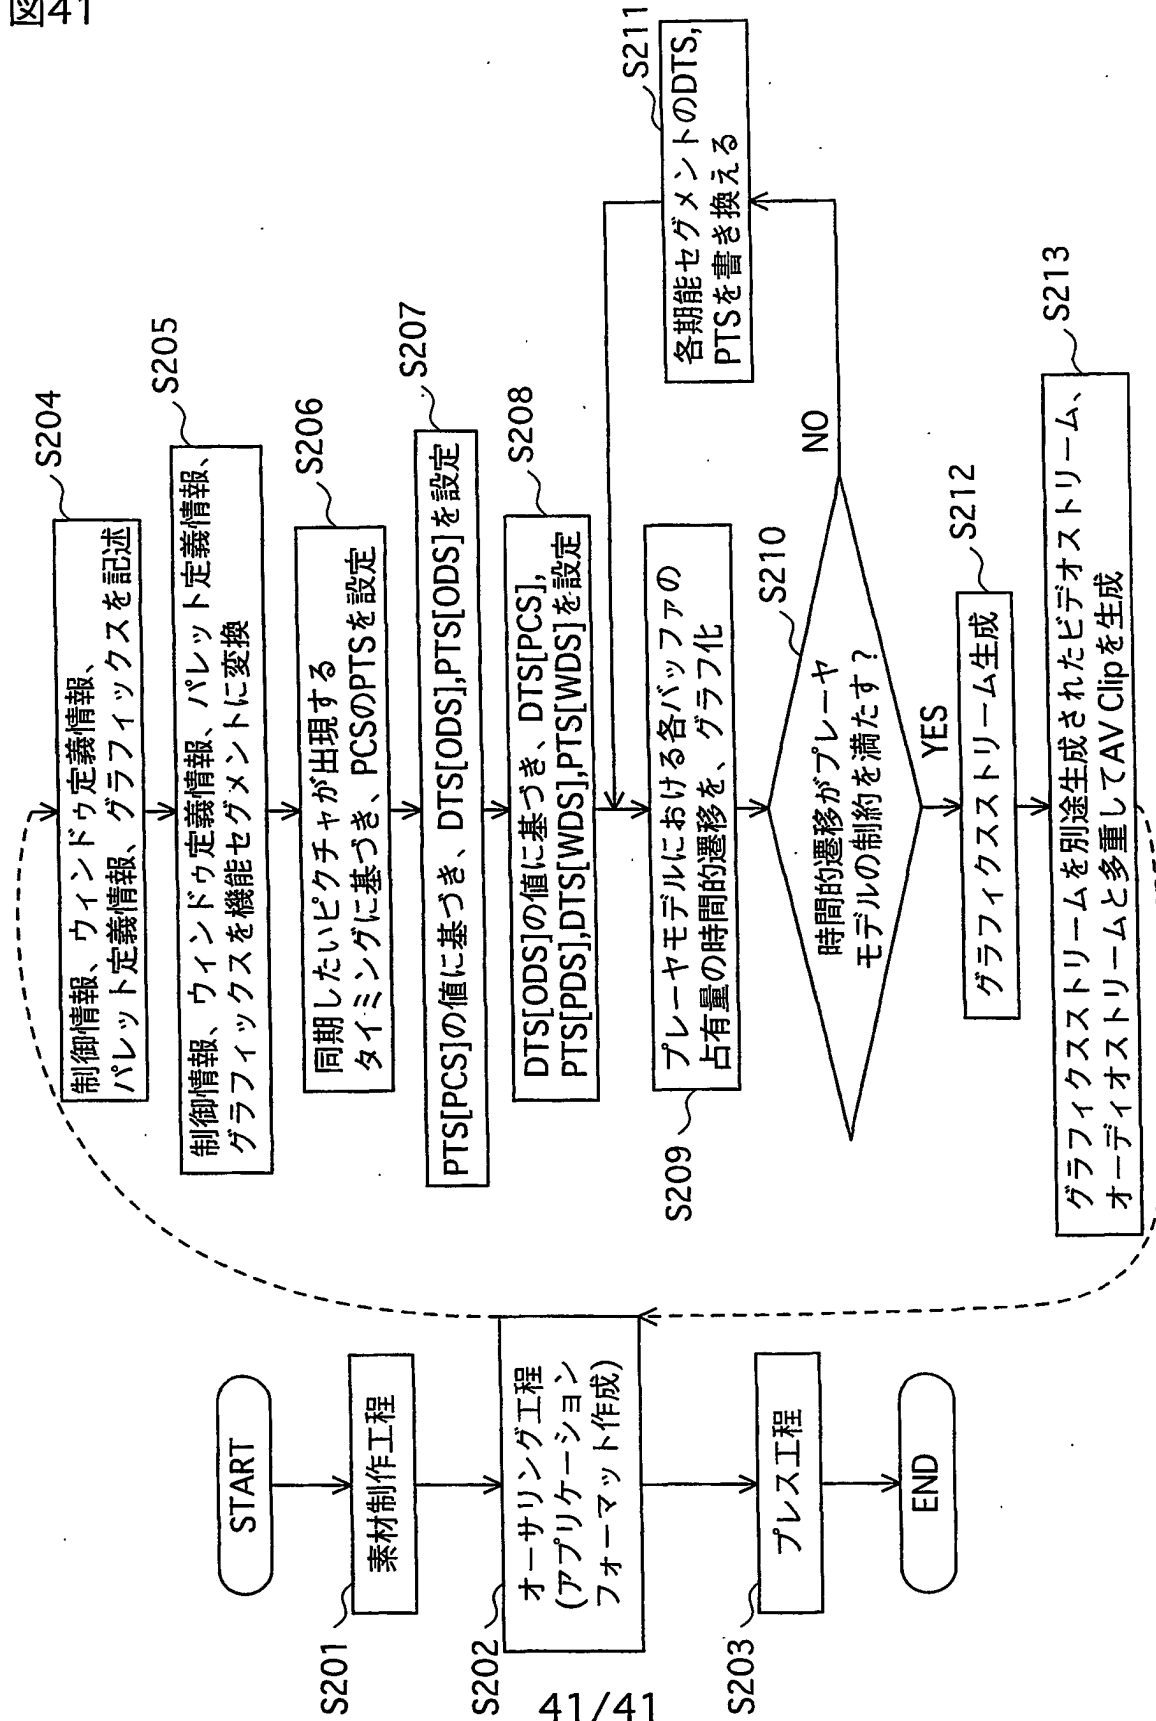 図41
START
S201
素材制作工程
S202
オーサリング工程
(アプリケーション
フォーマット作成)
S203
プレス工程
END
S204
制御情報、ウィンドゥ定義情報、
パレット定義情報、グラフィックスを記述
S205
制御情報、ウィンドゥ定義情報、パレット定義情報、
グラフィックスを機能セグメントに変換
S206
同期したいピクチャが出現する
タイミングに基づき、PCSのPTSを設定
S207
PTS[PCS]の値に基づき、DTS[ODS],PTS[ODS]を設定
S208
DTS[ODS]の値に基づき、DTS[PCS],
PTS[PDS],DTS[WDS],PTS[WDS]を設定
S209
プレーヤモデルにおける各バッファの
占有量の時間的遷移を、グラフ化
S210
時間的遷移がプレーヤ
モデルの制約を満たす?
NO
YES
S211
各期能セグメントのDTS,
PTSを書き換える
S212
グラフィクスストリーム生成
S213
グラフィクスストリームを別途生成されたビデオストリーム、
オーディオストリームと多重してAV Clipを生成
41/41